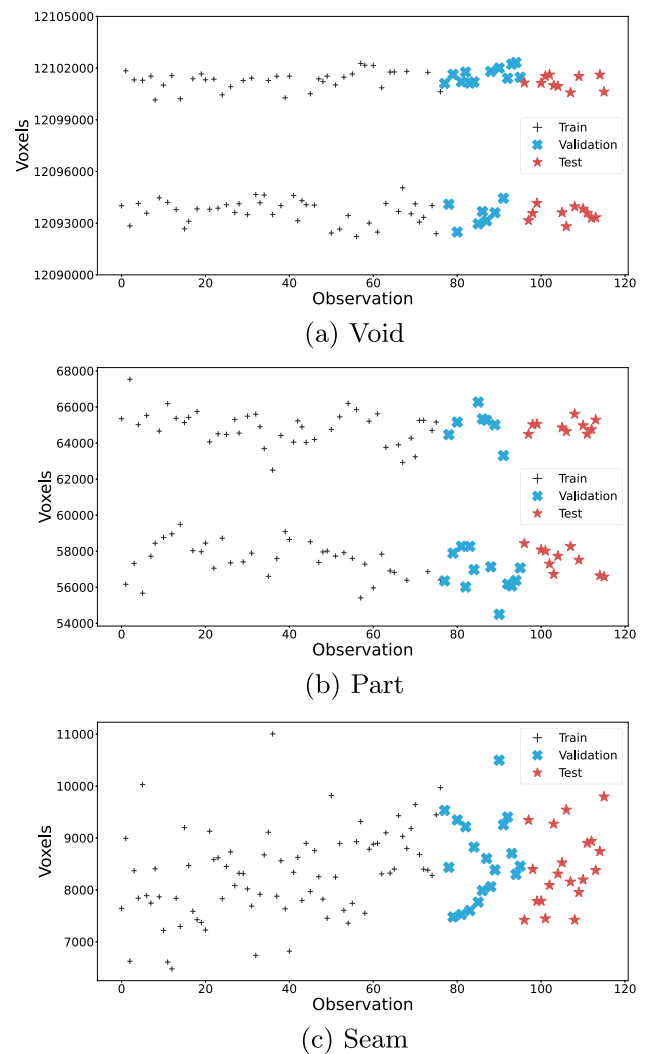 12105000
12102000
12099000
12096000
12093000
12090000
Voxels
Train
Validation
Test
0 20 40 60 80 100 120
Observation
(a) Void
68000
66000
64000
62000
60000
58000
56000
54000
Voxels
Train
Validation
Test
0 20 40 60 80 100 120
Observation
(b) Part
11000
10000
9000
8000
7000
Voxels
Train
Validation
Test
0 20 40 60 80 100 120
Observation
(c) Seam